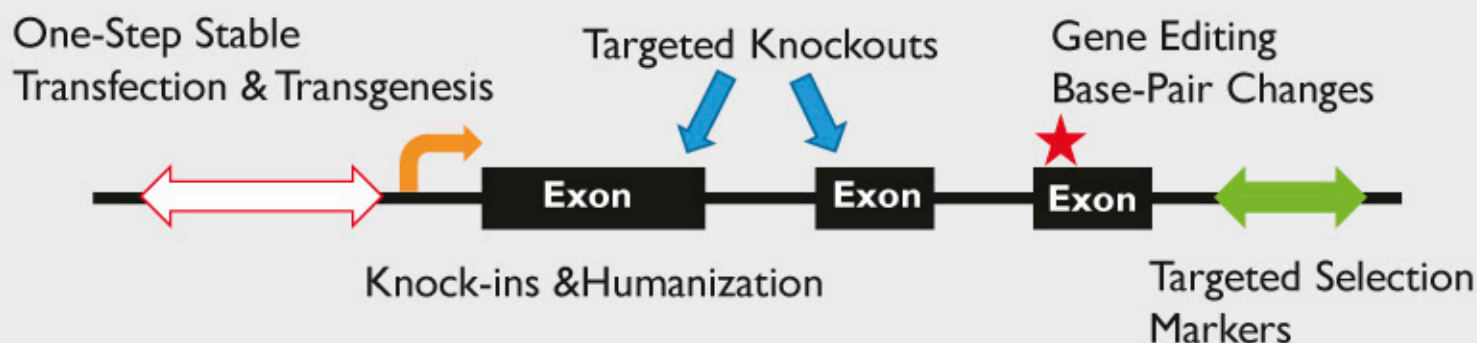 One-Step Stable
Transfection & Transgenesis
Targeted Knockouts
Gene Editing
Base-Pair Changes
Exon
Exon
Exon
Knock-ins &Humanization
Targeted Selection
Markers